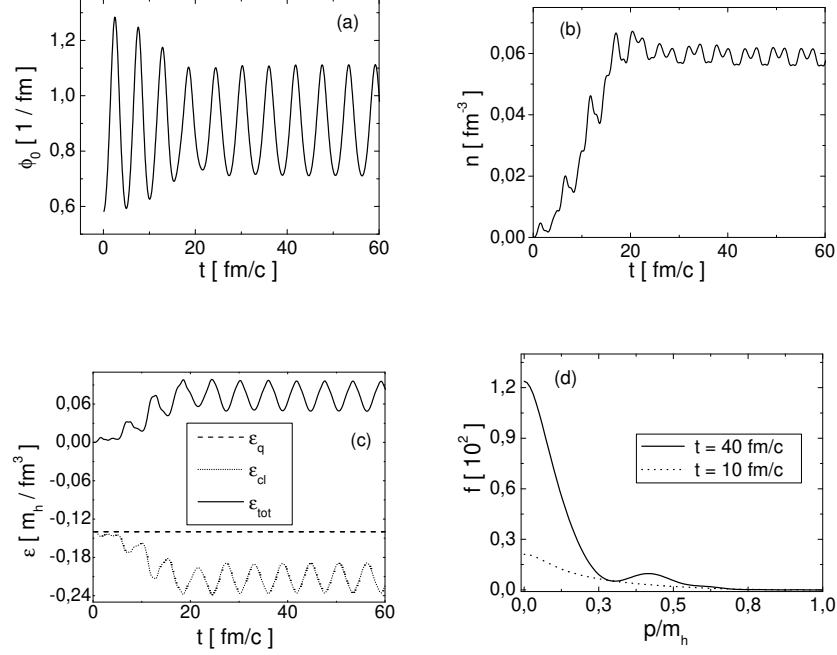 (a)
1,2
1,0
0,8
0,6
ϕ0 [ 1 / fm]
0 20 40 60
t [ fm/c]
(b)
0,06
0,04
0,02
0,00
n [ fm-3]
0 10 20 30 40 50 60
t [ fm/c]
0,06
0,00
-0,06
-0,12
-0,18
-0,24
ε [ mh / fm3]
(c)
εq
εcl
εtot
0 20 40 60
t [ fm/c]
(d)
1,2
0,9
0,6
0,3
0,0
f [ 102]
t = 40 fm/c
t = 10 fm/c
0,0 0,3 0,5 0,8 1,0
p/mh